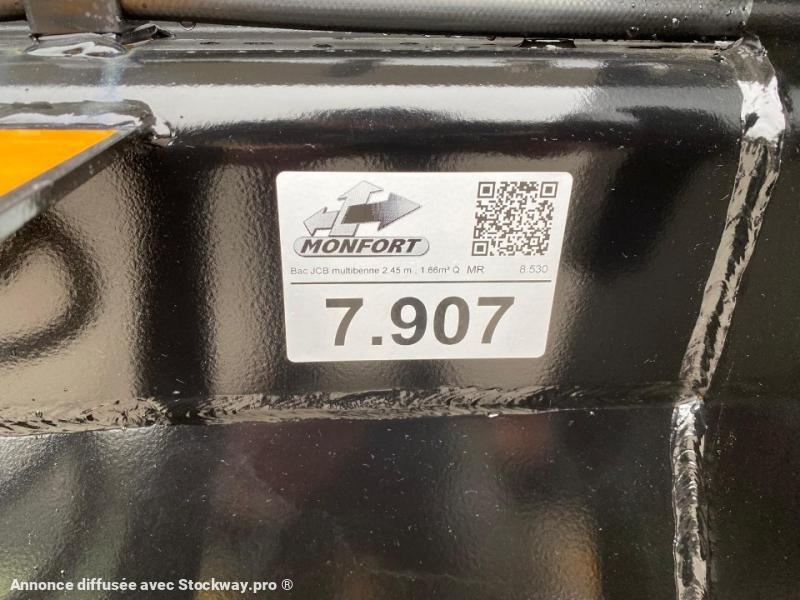 MONFORT
Bac JCB multibenne 2.45 m , 1.66m³ Q MR 8.530
7.907
Annonce diffusée avec Stockway.pro ®